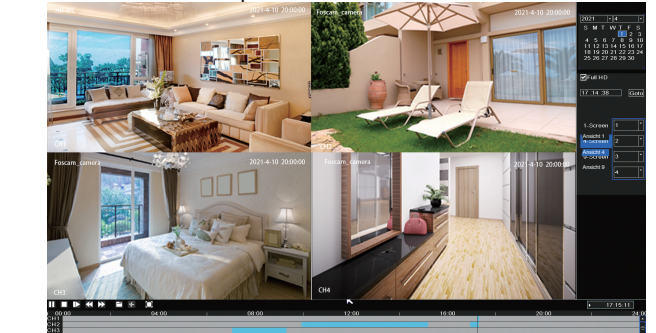 2021-4-10 20:00:00
Foscam_camera
2021-4-10 20:00:00
CH2
Foscam_camera
2021-4-10 20:00:00
CH3
Foscam_camera
2021-4-10 20:00:00
CH4
2021 4
S M T W T F S
1 2 3
4 5 6 7 8 9 10
11 12 13 14 15 16 17
18 19 20 21 22 23 24
25 26 27 28 29 30
Full HD
17 :14 :38 Goto
1-Screen 1
Ansicht 1
4-Screen 2
Ansicht 4
9-Screen 3
Ansicht 9
4
17:15:11
00:00 04:00 08:00 12:00 16:00 20:00 24:00
CH1
CH2
CH3